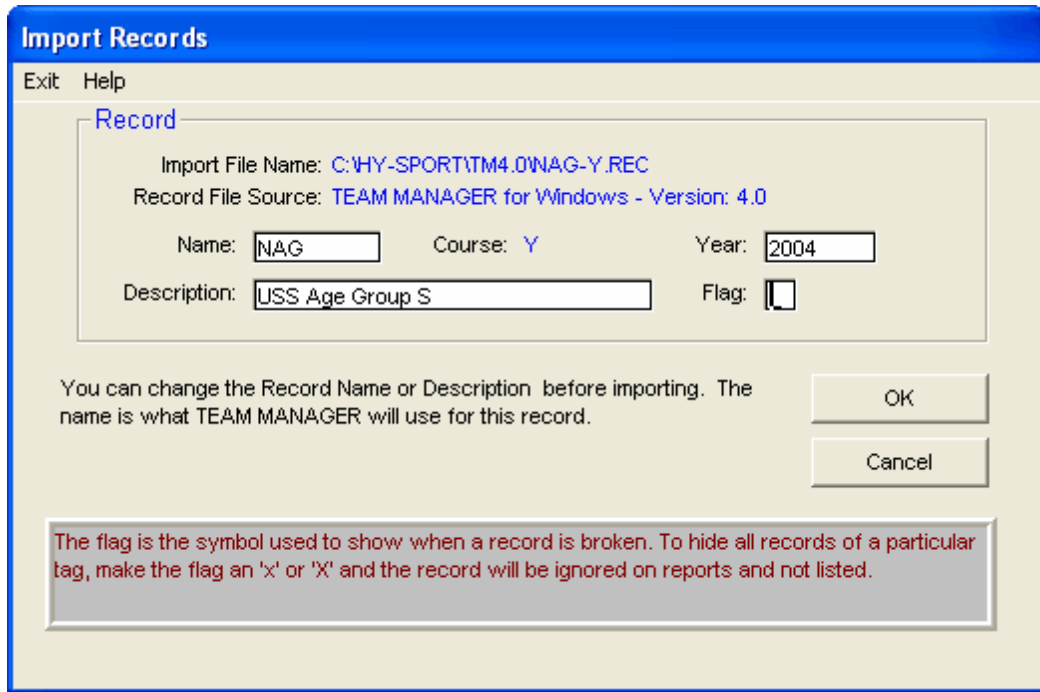 Import Records
Exit Help
Record
Import File Name: C:\HY-SPORT\TM4.0\NAG-Y.REC
Record File Source: TEAM MANAGER for Windows - Version: 4.0
Name: NAG Course: Y Year: 2004
Description: USS Age Group S Flag:
You can change the Record Name or Description before importing. The
name is what TEAM MANAGER will use for this record.
OK
Cancel
The flag is the symbol used to show when a record is broken. To hide all records of a particular
tag, make the flag an 'x' or 'X' and the record will be ignored on reports and not listed.